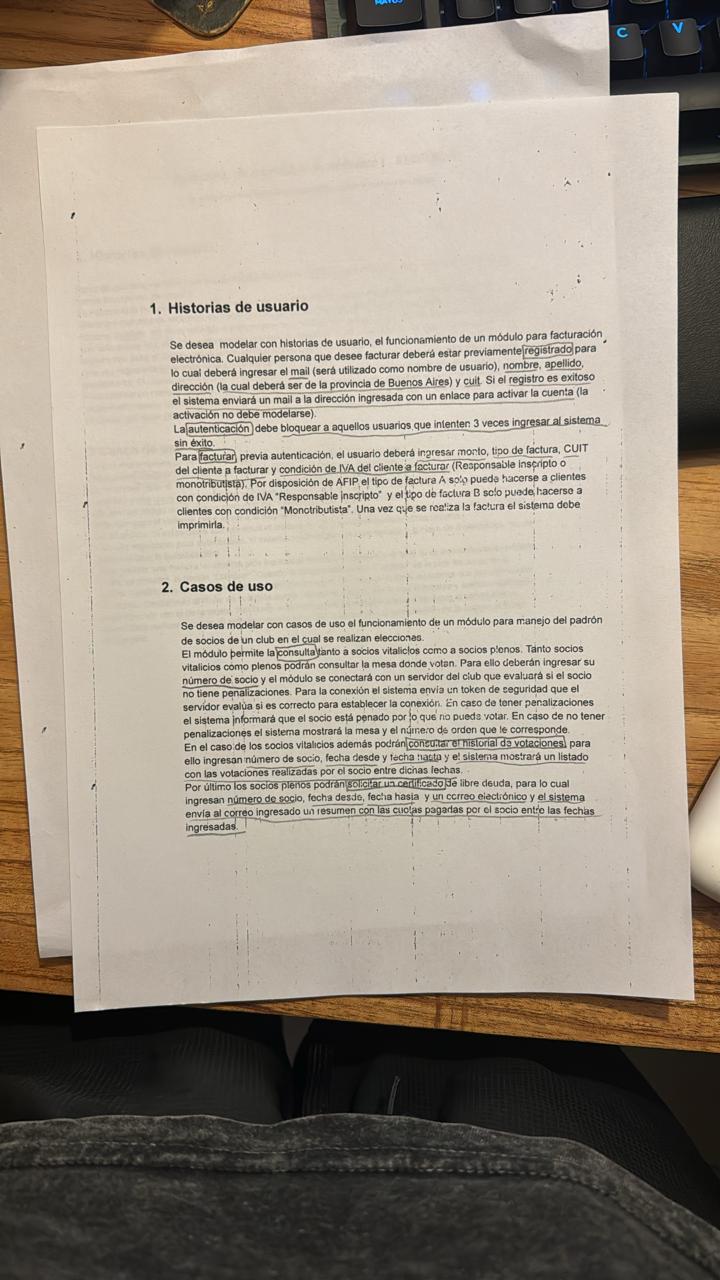 MAYÚS
C
V
1. Historias de usuario
Se desea modelar con historias de usuario, el funcionamiento de un módulo para facturación
electrónica. Cualquier persona que desee facturar deberá estar previamente registrado para
lo cual deberá ingresar el mail (será utilizado como nombre de usuario), nombre, apellido,
dirección (la cual deberá ser de la provincia de Buenos Aires) y cuit. Si el registro es exitoso
el sistema enviará un mail a la dirección ingresada con un enlace para activar la cuenta (la
activación no debe modelarse).
La autenticación debe bloquear a aquellos usuarios que intenten 3 veces ingresar al sistema
sin éxito.
Para facturar, previa autenticación, el usuario deberá ingresar monto, tipo de factura, CUIT
del cliente a facturar y condición de IVA del cliente a facturar (Responsable inscripto o
monotributista). Por disposición de AFIP el tipo de factura A solo puede hacerse a clientes
con condición de IVA "Responsable inscripto" y el tipo de factura B solo puede hacerse a
clientes con condición "Monotributista". Una vez que se realiza la factura el sistema debe
imprimirla.
2. Casos de uso
Se desea modelar con casos de uso el funcionamiento de un módulo para manejo del padrón
de socios de un club en el cual se realizan elecciones.
El módulo permite la consulta tanto a socios vitalicios como a socios plenos. Tanto socios
vitalicios como plenos podrán consultar la mesa donde votan. Para ello deberán ingresar su
número de socio y el módulo se conectará con un servidor del club que evaluará si el socio
no tiene penalizaciones. Para la conexión el sistema envía un token de seguridad que el
servidor evalúa si es correcto para establecer la conexión. En caso de tener penalizaciones
el sistema informará que el socio está penado por lo que no puede votar. En caso de no tener
penalizaciones el sistema mostrará la mesa y el número de orden que le corresponde.
En el caso de los socios vitalicios además podrán consultar el historial de votaciones, para
ello ingresan número de socio, fecha desde y fecha hasta y el sistema mostrará un listado
con las votaciones realizadas por el socio entre dichas fechas.
Por último los socios plenos podrán solicitar un certificado de libre deuda, para lo cual
ingresan número de socio, fecha desde, fecha hasta y un correo electrónico y el sistema
envía al correo ingresado un resumen con las cuotas pagadas por el socio entre las fechas
ingresadas.